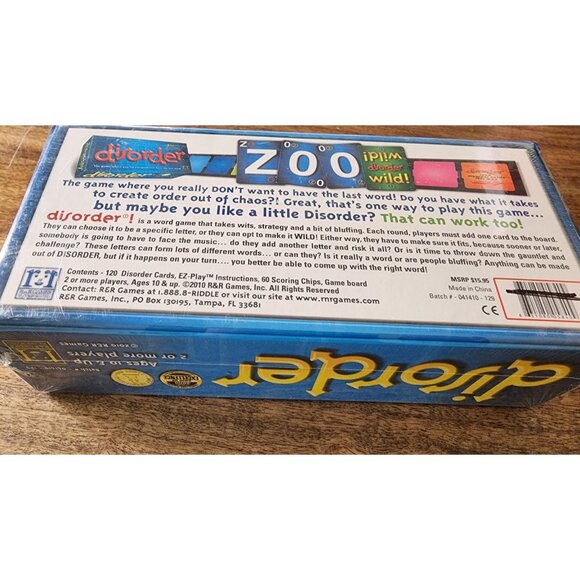 disorder
Z O O
wild!
wild!
The game where you really DON'T want to have the last word! Do you have what it takes
to create order out of chaos?! Great, that's one way to play this game...
but maybe you like a little Disorder? That can work too!
disorder®! is a word game that takes wits, strategy and a bit of bluffing. Each round, players must add one card to the board.
They can choose it to be a specific letter, or they can opt to make it WILD! Either way, they have to make sure it fits, because sooner or later,
somebody is going to have to face the music... do they add another letter and risk it all? Or is it time to throw down the gauntlet and
challenge? These letters can form lots of different words... or can they? Is it really a word or are people bluffing? Anything can be made
out of DISORDER, but if it happens on your turn.... you better be able to come up with the right word!
Contents - 120 Disorder Cards, EZ-Play™ Instructions, 60 Scoring Chips, Game board
2 or more players, Ages 10 & up. ©2010 R&R Games, Inc. All Rights Reserved
Contact: R&R Games at 1.888.8-RIDDLE or visit our site at www.rnrgames.com
R&R Games, Inc., PO Box 130195, Tampa, FL 33681
MSRP $15.95
Made in China
Batch # - 041410 - 129
CE
disorder
Ages 10 & up
2 or more players
©2010 R&R Games